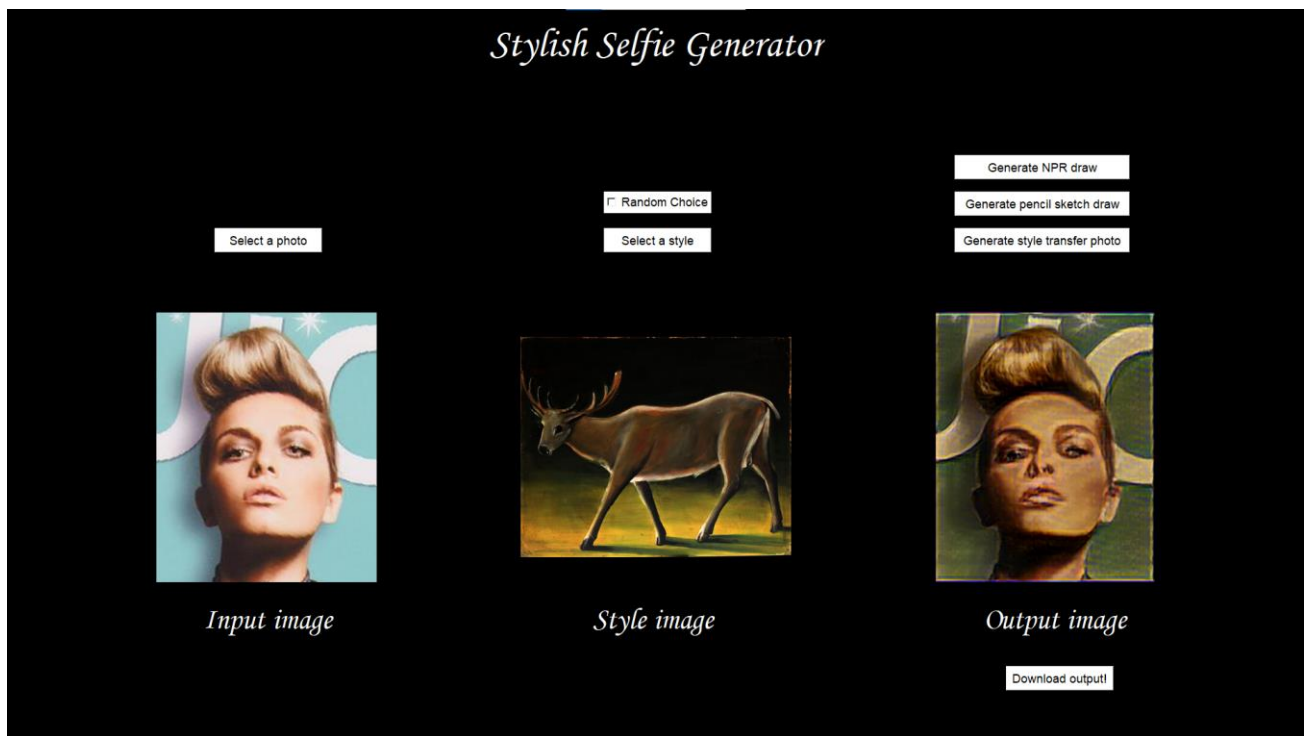 Stylish Selfie Generator
Generate NPR draw
Random Choice
Generate pencil sketch draw
Select a photo
Select a style
Generate style transfer photo
Input image
Style image
Output image
Download output!